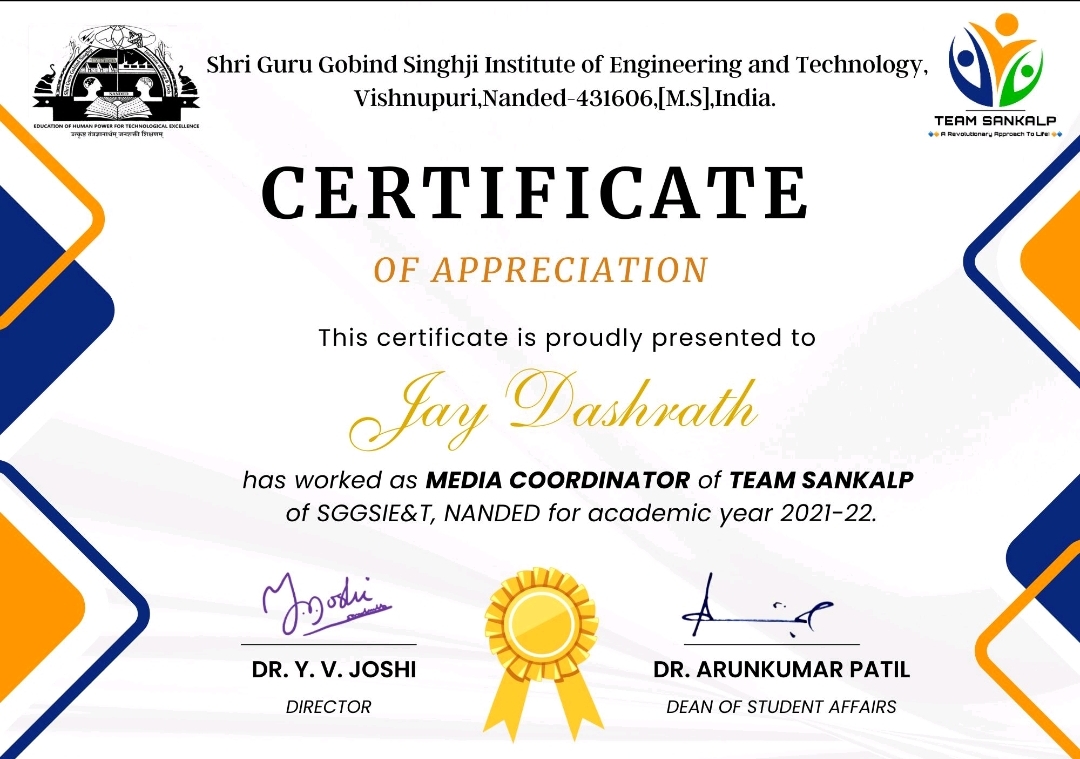 Shri Guru Gobind Singhji Institute of Engineering and Technology,
Vishnupuri,Nanded-431606,[M.S],India.
NANDED
EDUCATION OF HUMAN POWER FOR TECHNOLOGICAL EXCELLENCE
TEAM SANKALP
A Revolutionary Approach To Life!
CERTIFICATE
OF APPRECIATION
This certificate is proudly presented to
Jay Dashrath
has worked as MEDIA COORDINATOR of TEAM SANKALP
of SGGSIE&T, NANDED for academic year 2021-22.
DR. Y. V. JOSHI
DIRECTOR
DR. ARUNKUMAR PATIL
DEAN OF STUDENT AFFAIRS